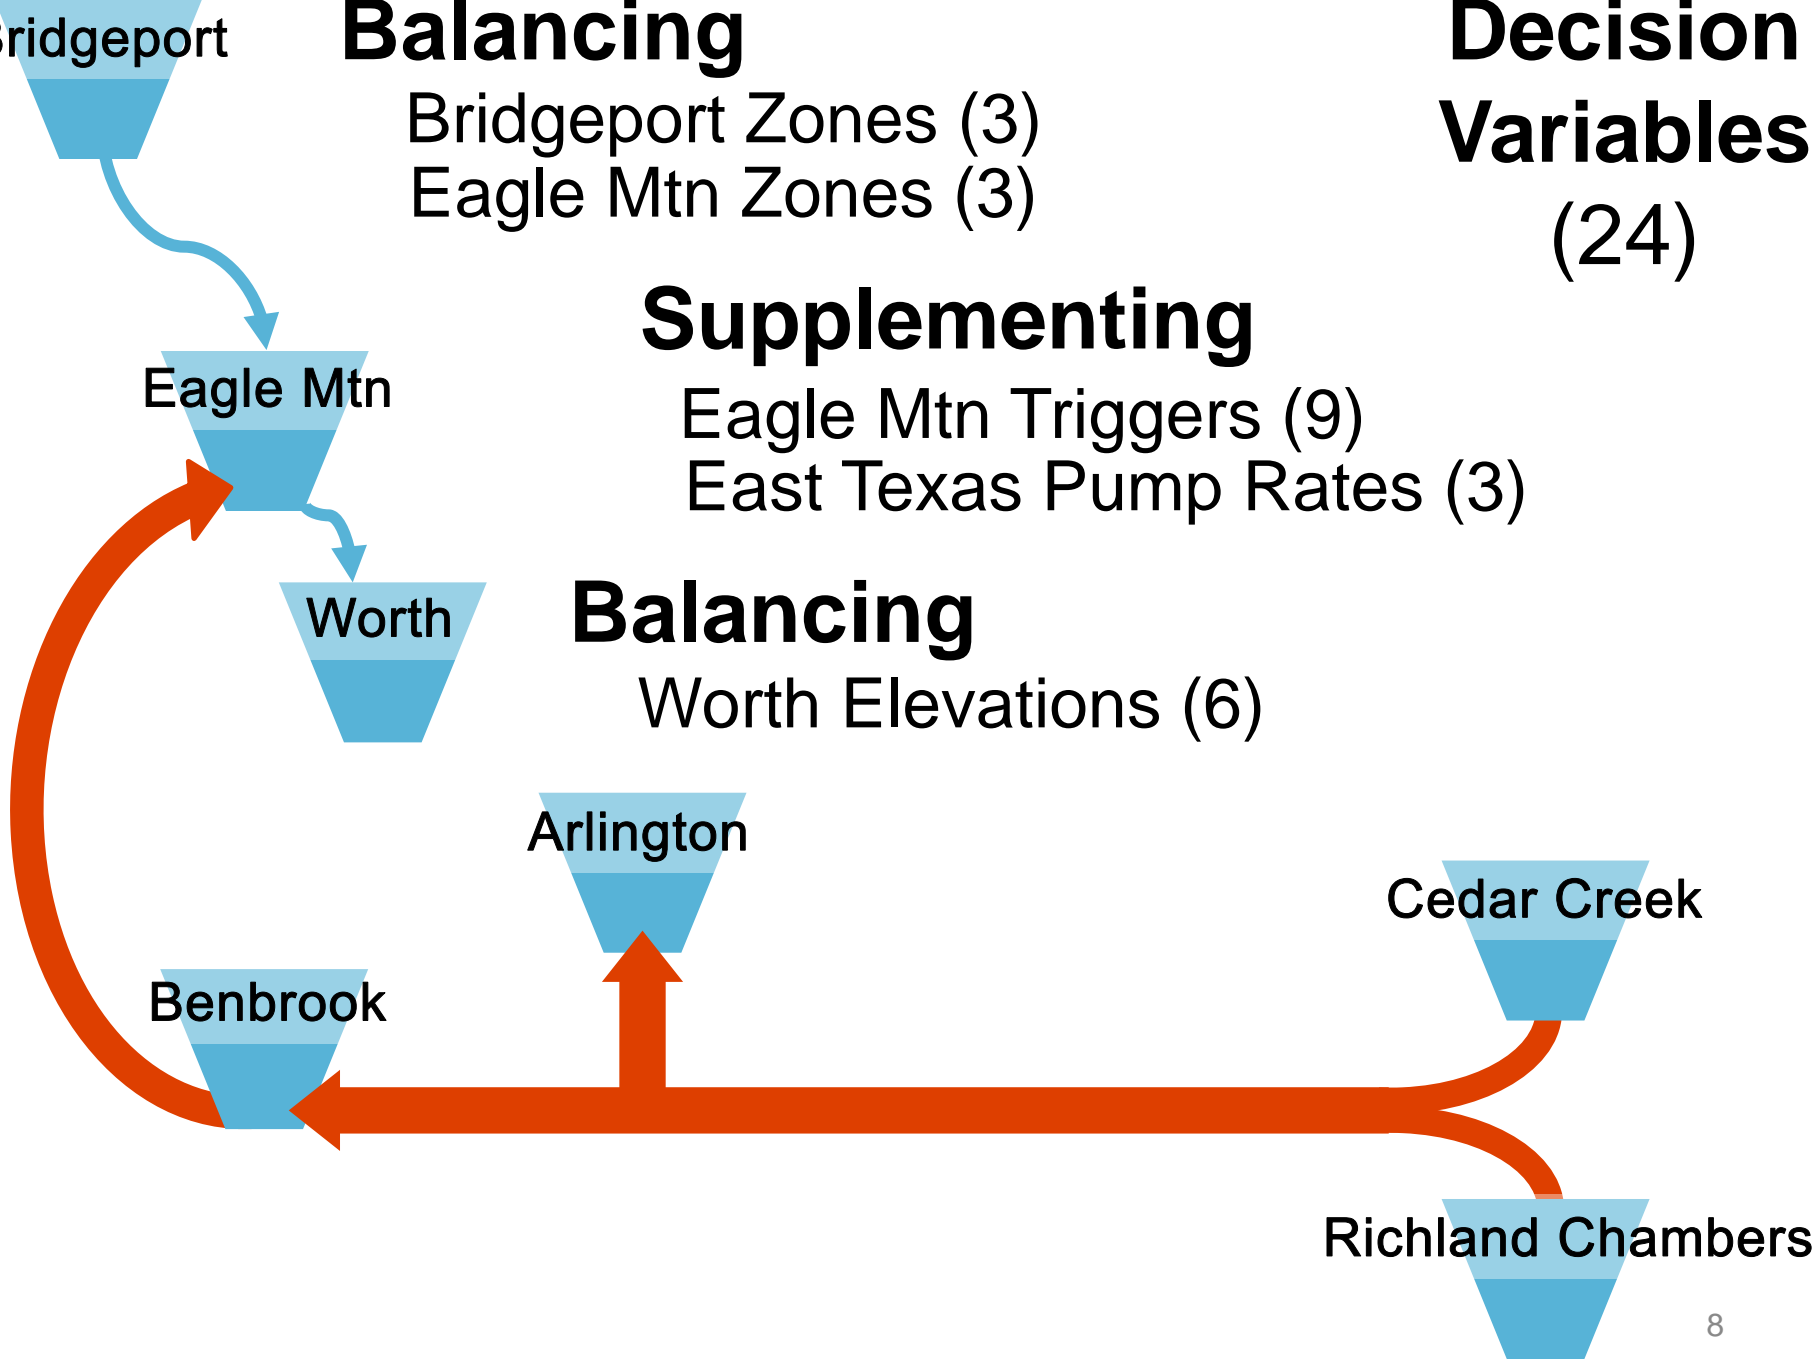 ridgeport
Balancing
Bridgeport Zones (3)
Eagle Mtn Zones (3)
Decision
Variables
(24)
Supplementing
Eagle Mtn Triggers (9)
East Texas Pump Rates (3)
Eagle Mtn
Balancing
Worth Elevations (6)
Worth
Arlington
Cedar Creek
Benbrook
Richland Chambers
8